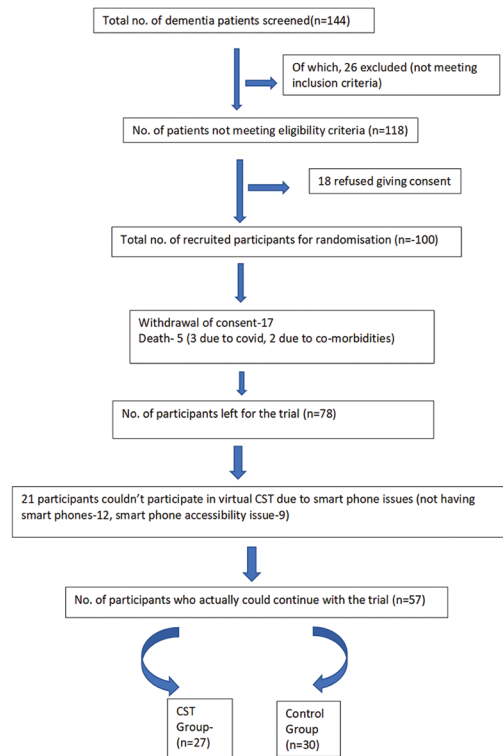 Total no. of dementia patients screened(n=144)
Of which, 26 excluded (not meeting
inclusion criteria)
No. of patients not meeting eligibility criteria (n=118)
18 refused giving consent
Total no. of recruited participants for randomisation (n=-100)
Withdrawal of consent-17
Death- 5 (3 due to covid, 2 due to co-morbidities)
No. of participants left for the trial (n=78)
21 participants couldn’t participate in virtual CST due to smart phone issues (not having
smart phones-12, smart phone accessibility issue-9)
No. of participants who actually could continue with the trial (n=57)
CST
Group-
(n=27)
Control
Group
(n=30)